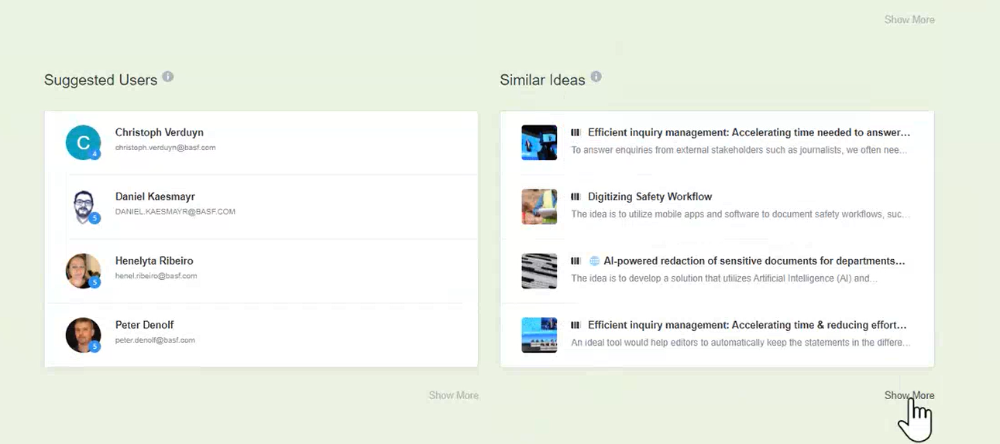 Show More
Suggested Users
Christoph Verduyn
christoph.verduyn@basf.com
C
4
Daniel Kaesmayr
DANIEL.KAESMAYR@BASF.COM
5
Henelyta Ribeiro
henel.ribeiro@basf.com
5
Peter Denolf
peter.denolf@basf.com
5
Show More
Similar Ideas
Efficient inquiry management: Accelerating time needed to answer...
To answer enquiries from external stakeholders such as journalists, we often nee...
Digitizing Safety Workflow
The idea is to utilize mobile apps and software to document safety workflows, suc...
AI-powered redaction of sensitive documents for departments...
The idea is to develop a solution that utilizes Artificial Intelligence (AI) and...
Efficient inquiry management: Accelerating time & reducing effort...
An ideal tool would help editors to automatically keep the statements in the differe...
Show More